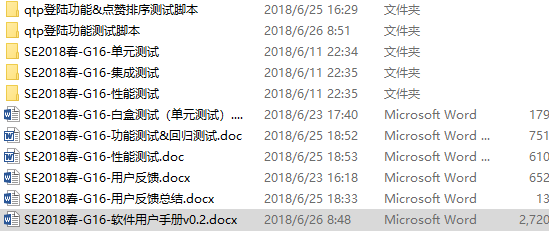 qtp登陆功能&点赞排序测试脚本 2018/6/25 16:29 文件夹
qtp登陆功能测试脚本 2018/6/26 8:51 文件夹
SE2018春-G16-单元测试 2018/6/11 22:34 文件夹
SE2018春-G16-集成测试 2018/6/11 22:35 文件夹
SE2018春-G16-性能测试 2018/6/11 22:35 文件夹
SE2018春-G16-白盒测试（单元测试）.... 2018/6/23 17:40 Microsoft Word 179
SE2018春-G16-功能测试&回归测试.doc 2018/6/25 18:52 Microsoft Word ... 751
SE2018春-G16-性能测试.doc 2018/6/25 18:53 Microsoft Word ... 610
SE2018春-G16-用户反馈.docx 2018/6/23 16:18 Microsoft Word 652
SE2018春-G16-用户反馈总结.docx 2018/6/25 18:33 Microsoft Word 13
SE2018春-G16-软件用户手册v0.2.docx 2018/6/26 8:48 Microsoft Word 2,720